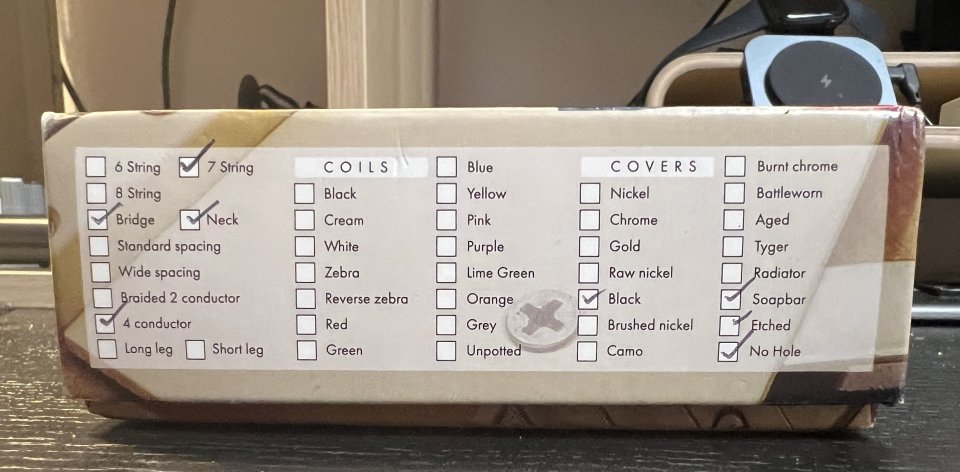 6 String 7 String
8 String
Bridge Neck
Standard spacing
Wide spacing
Braided 2 conductor
4 conductor
Long leg Short leg
COILS
Black
Cream
White
Zebra
Reverse zebra
Red
Green
Blue
Yellow
Pink
Purple
Lime Green
Orange
Grey
Unpotted
COVERS
Nickel
Chrome
Gold
Raw nickel
Black
Brushed nickel
Camo
Burnt chrome
Battleworn
Aged
Tyger
Radiator
Soapbar
Etched
No Hole